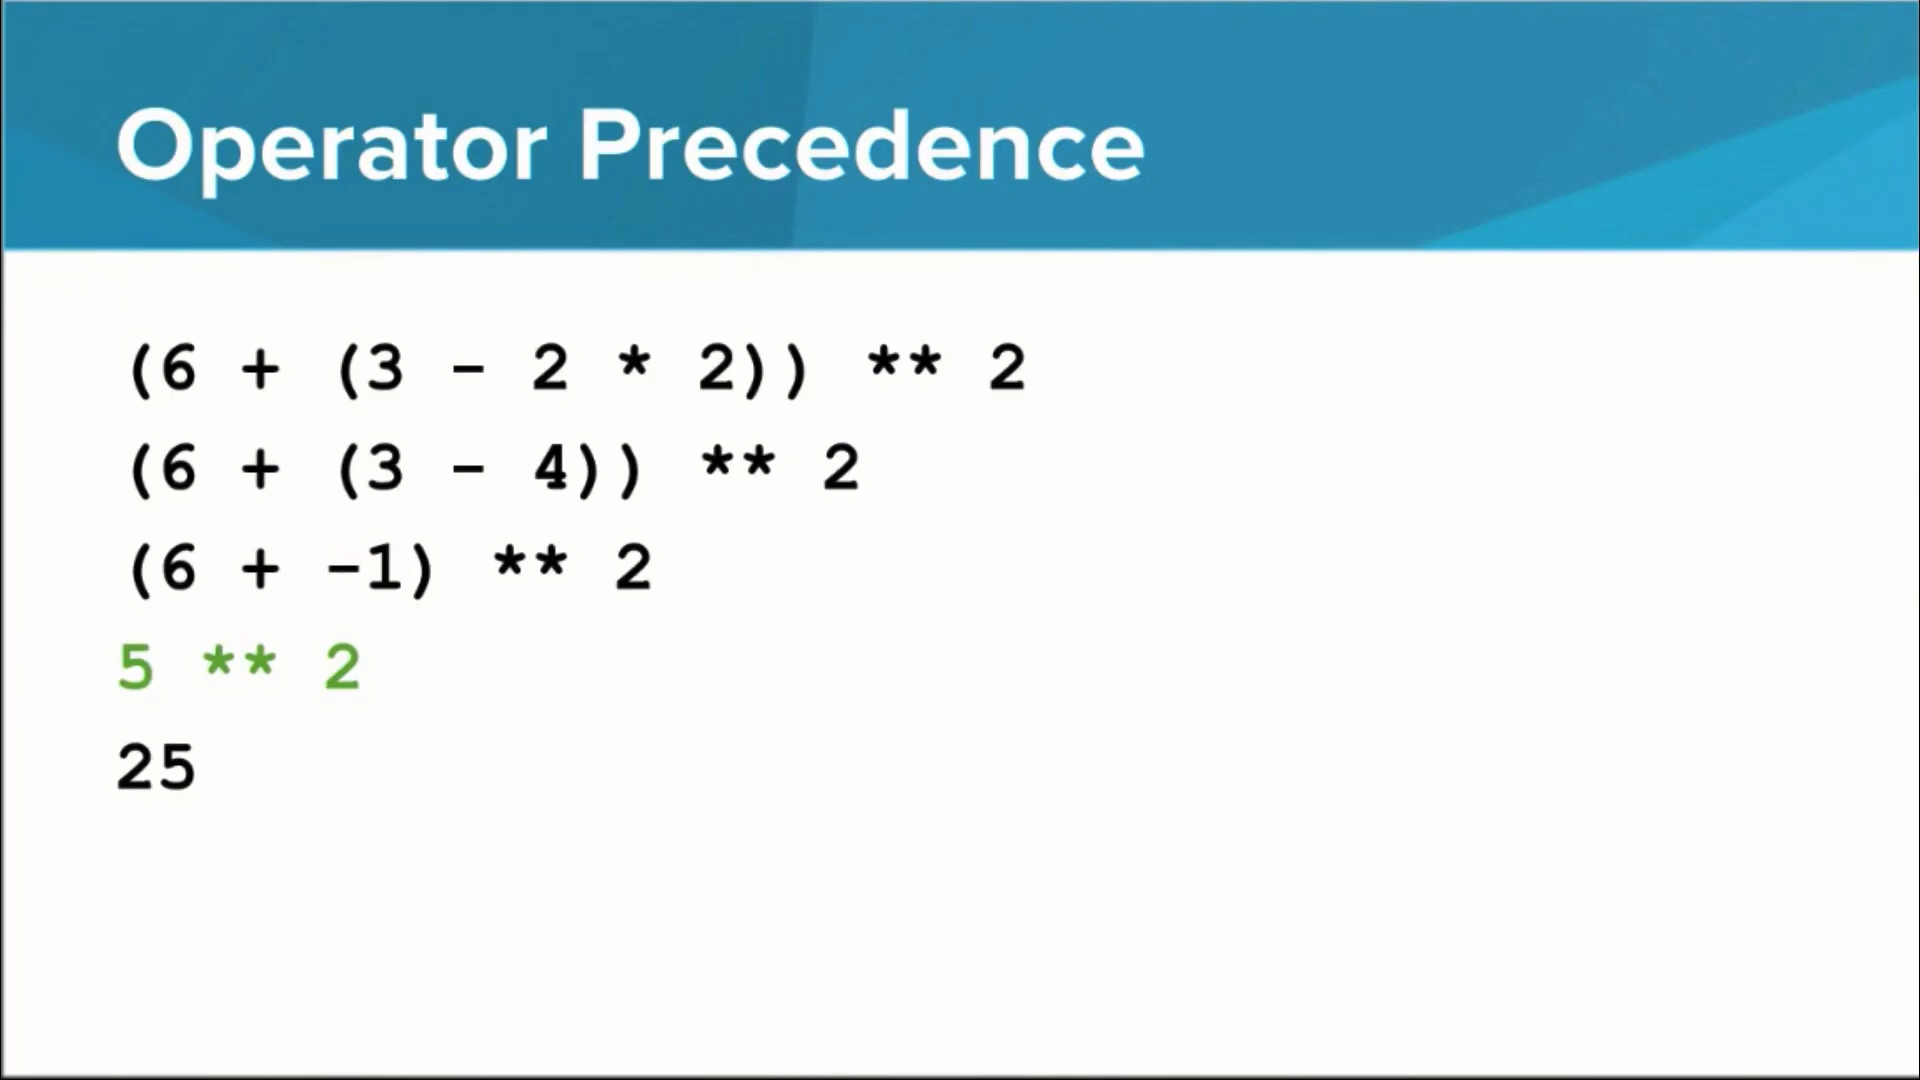 Operator Precedence
(6 + (3 - 2 * 2)) ** 2
(6 + (3 - 4)) ** 2
(6 + -1) ** 2
5 ** 2
25